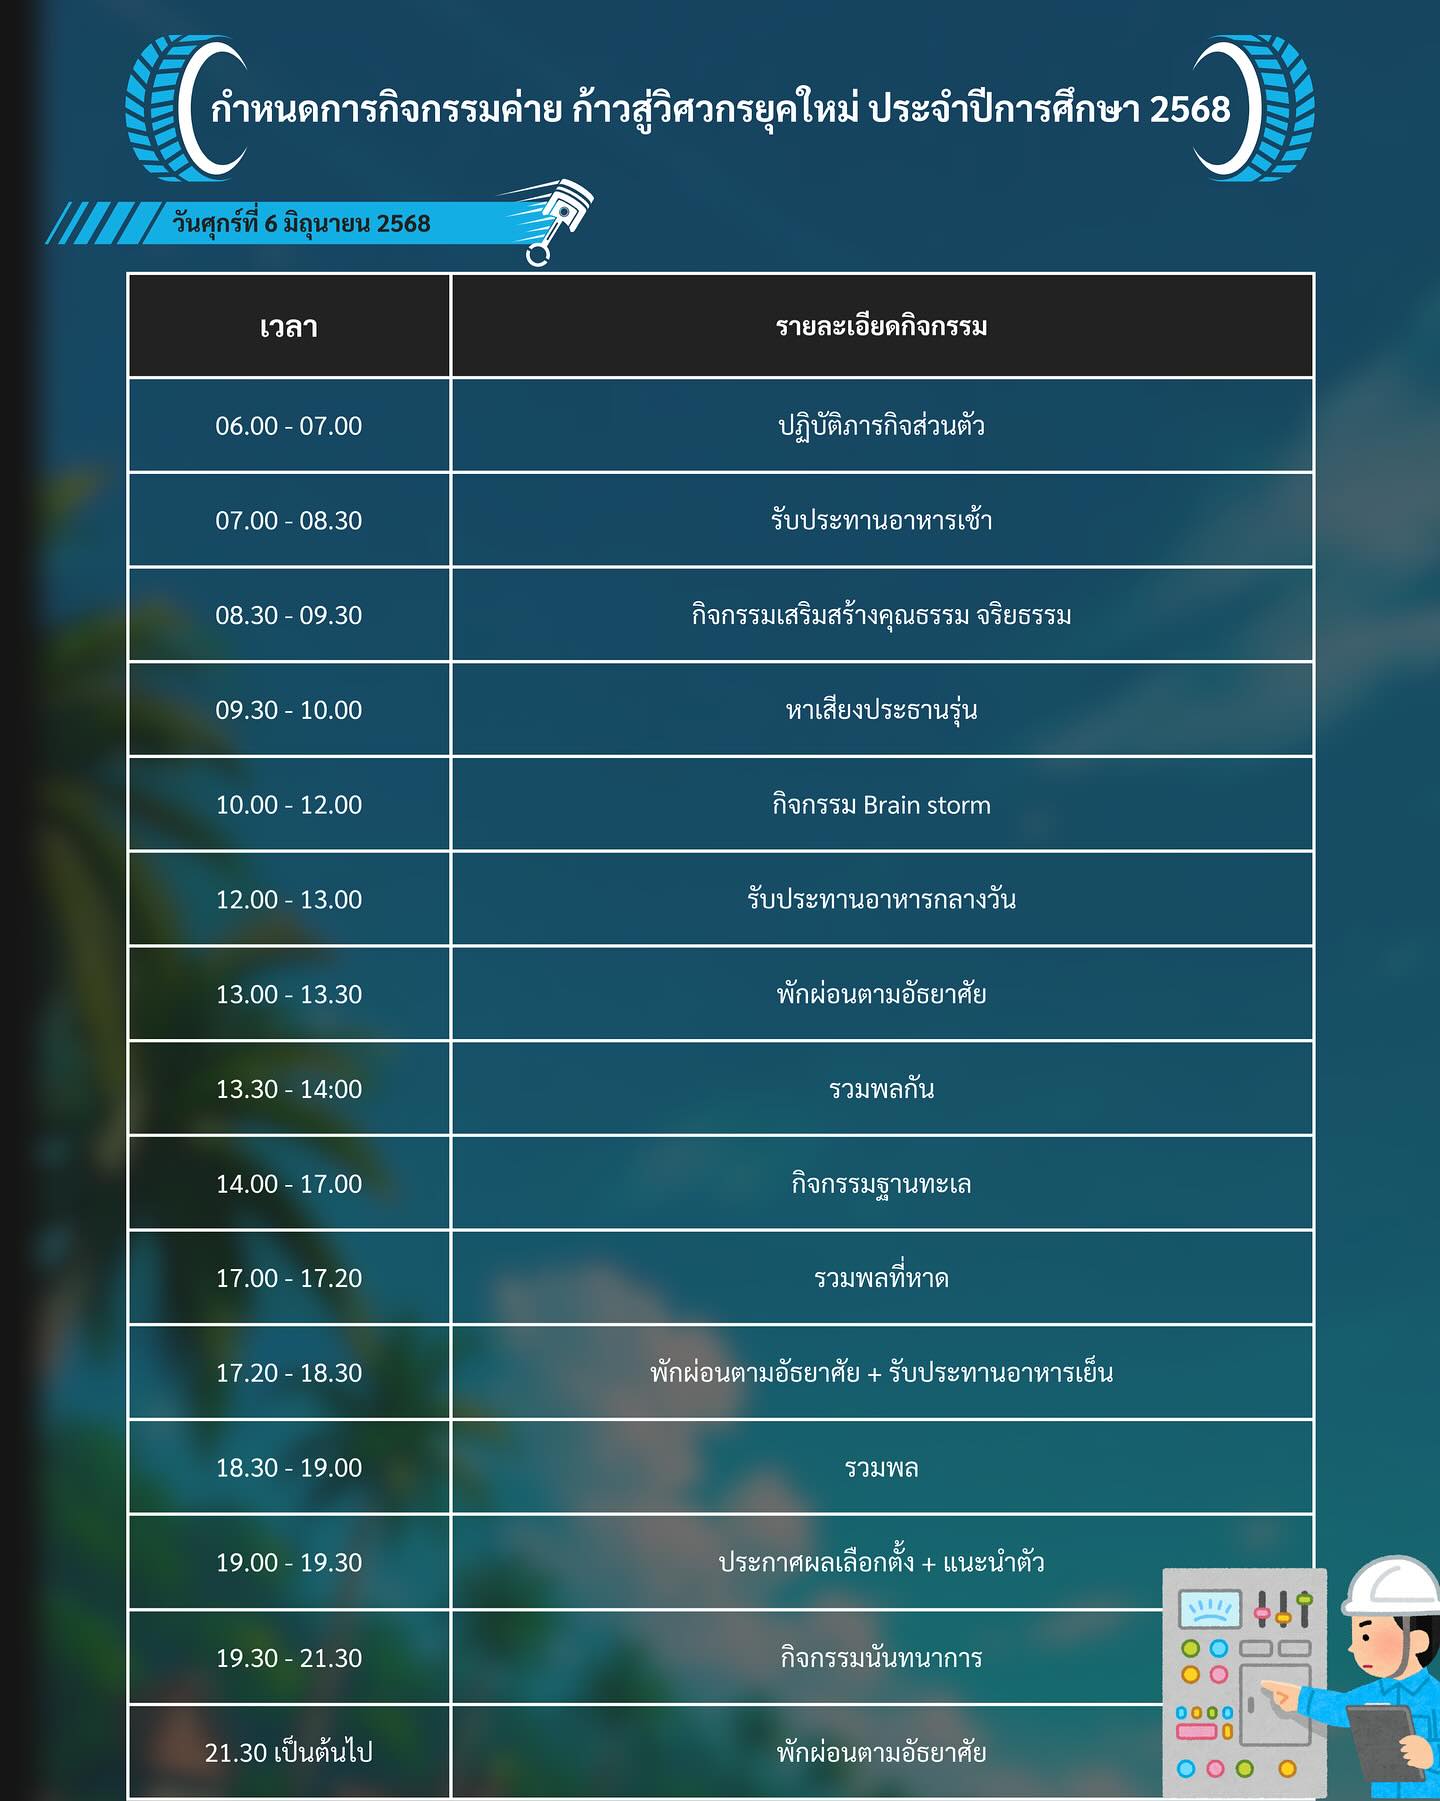 กำหนดการกิจกรรมค่าย ก้าวสู่วิศวกรยุคใหม่ ประจำปีการศึกษา 2568
วันศุกร์ที่ 6 มิถุนายน 2568
เวลา รายละเอียดกิจกรรม
06.00 - 07.00 ปฏิบัติภารกิจส่วนตัว
07.00 - 08.30 รับประทานอาหารเช้า
08.30 - 09.30 กิจกรรมเสริมสร้างคุณธรรม จริยธรรม
09.30 - 10.00 หาเสียงประธานรุ่น
10.00 - 12.00 กิจกรรม Brain storm
12.00 - 13.00 รับประทานอาหารกลางวัน
13.00 - 13.30 พักผ่อนตามอัธยาศัย
13.30 - 14:00 รวมพลกัน
14.00 - 17.00 กิจกรรมฐานทะเล
17.00 - 17.20 รวมพลที่หาด
17.20 - 18.30 พักผ่อนตามอัธยาศัย + รับประทานอาหารเย็น
18.30 - 19.00 รวมพล
19.00 - 19.30 ประกาศผลเลือกตั้ง + แนะนำตัว
19.30 - 21.30 กิจกรรมนันทนาการ
21.30 เป็นต้นไป พักผ่อนตามอัธยาศัย